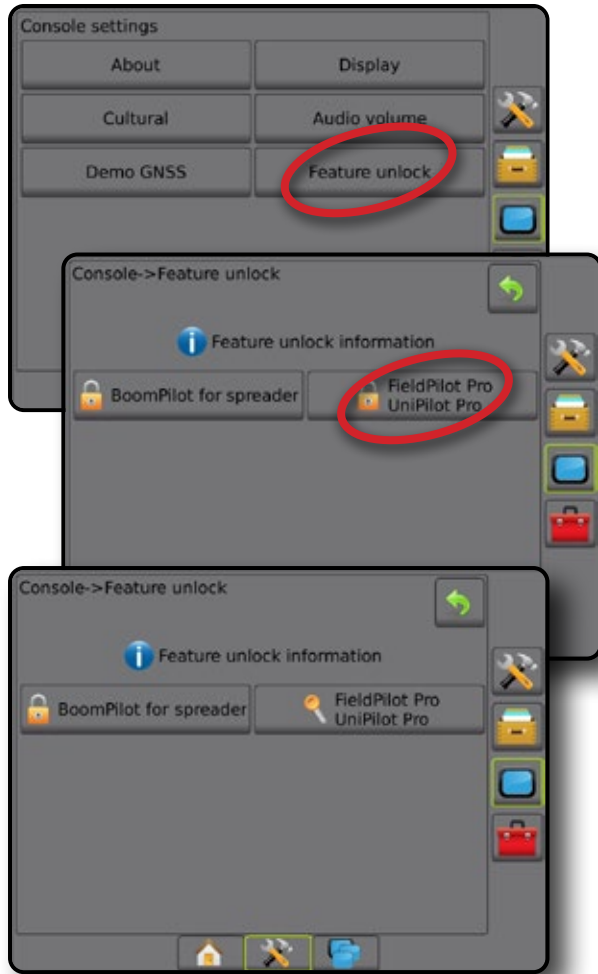 Console settings
About
Display
Cultural
Audio volume
Demo GNSS
Feature unlock
Console->Feature unlock
Feature unlock information
BoomPilot for spreader
FieldPilot Pro
UniPilot Pro
Console->Feature unlock
Feature unlock information
BoomPilot for spreader
FieldPilot Pro
UniPilot Pro